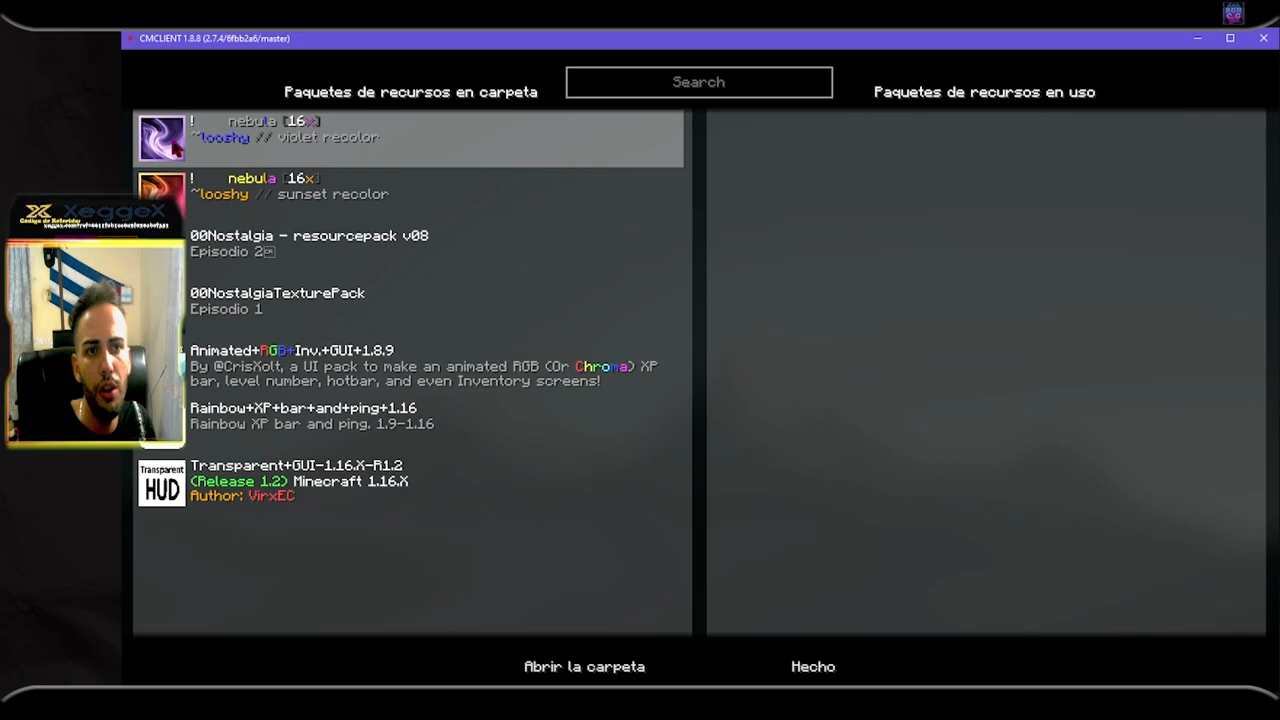 CMCLIENT 1.8.8 (2.7.4/6fbb2a6/master)
Paquetes de recursos en carpeta
Search
Paquetes de recursos en uso
! nebula [16x]
~looshy // violet recolor
! nebula [16x]
~looshy // sunset recolor
XeggeX
Código de Referidos
00Nostalgia - resourcepack v08
Episodio 2
00NostalgiaTexturePack
Episodio 1
Animated+RGB+Inv.+GUI+1.8.9
By @CrisXolt, a UI pack to make an animated RGB (Or Chroma) XP
bar, level number, hotbar, and even Inventory screens!
Rainbow+XP+bar+and+ping+1.16
Rainbow XP bar and ping. 1.9-1.16
Transparent
HUD
Transparent+GUI-1.16.X-R1.2
(Release 1.2) Minecraft 1.16.X
Author: VirxEC
Abrir la carpeta
Hecho